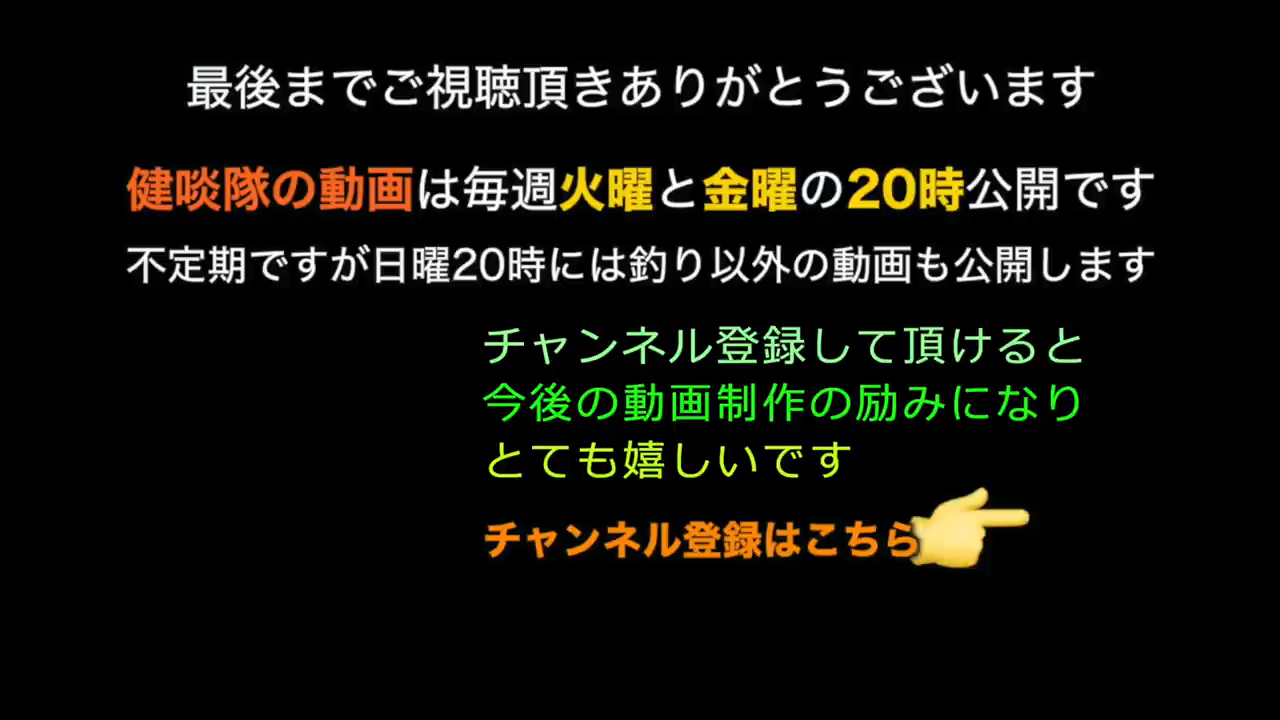 最後までご視聴頂きありがとうございます
健啖隊の動画は毎週火曜と金曜の20時公開です
不定期ですが日曜20時には釣り以外の動画も公開します
チャンネル登録して頂けると
今後の動画制作の励みになり
とても嬉しいです
チャンネル登録はこちら